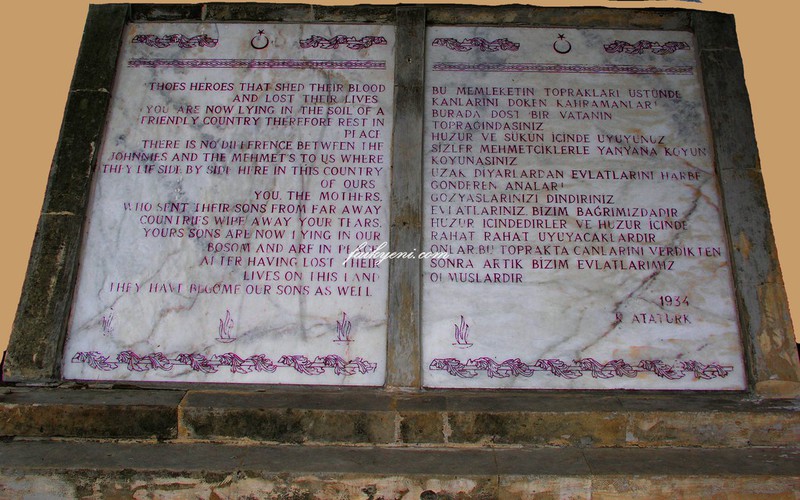 THOES HEROES THAT SHED THEIR BLOOD
AND LOST THEIR LIVES.
YOU ARE NOW LYING IN THE SOIL OF A
FRIENDLY COUNTRY THEREFORE REST IN
PEACE
THERE IS NO DIFFERENCE BETWEEN THE
JOHNNIES AND THE MEHMETS TO US WHERE
THEY LIE SIDE BY SIDE HERE IN THIS COUNTRY
OF OURS
YOU, THE MOTHERS,
WHO SENT THEIR SONS FROM FAR AWAY
COUNTRIES WIPE AWAY YOUR TEARS.
YOURS SONS ARE NOW LYING IN OUR
BOSOM AND ARE IN PEACE
AFTER HAVING LOST THEIR
LIVES ON THIS LAND
THEY HAVE BECOME OUR SONS AS WELL
BU MEMLEKETİN TOPRAKLARI ÜSTÜNDE
KANLARINI DÖKEN KAHRAMANLAR!
BURADA DOST BİR VATANIN
TOPRAĞINDASINIZ
HUZUR VE SÜKUN İÇİNDE UYUYUNUZ
SİZLER MEHMETÇİKLERLE YANYANA KOYUN
KOYUNASINIZ
UZAK DİYARLARDAN EVLATLARINI HARBE
GÖNDEREN ANALAR!
GÖZYAŞLARINIZI DİNDİRİNİZ
EVLATLARINIZ, BİZİM BAĞRIMIZDADIR
HUZUR İÇİNDEDİRLER VE HUZUR İÇİNDE
RAHAT RAHAT UYUYACAKLARDIR
ONLAR, BU TOPRAKTA CANLARINI VERDİKTEN
SONRA ARTIK BİZİM EVLATLARIMIZ
OLMUŞLARDIR
1934
K. ATATÜRK
faikyeni.com